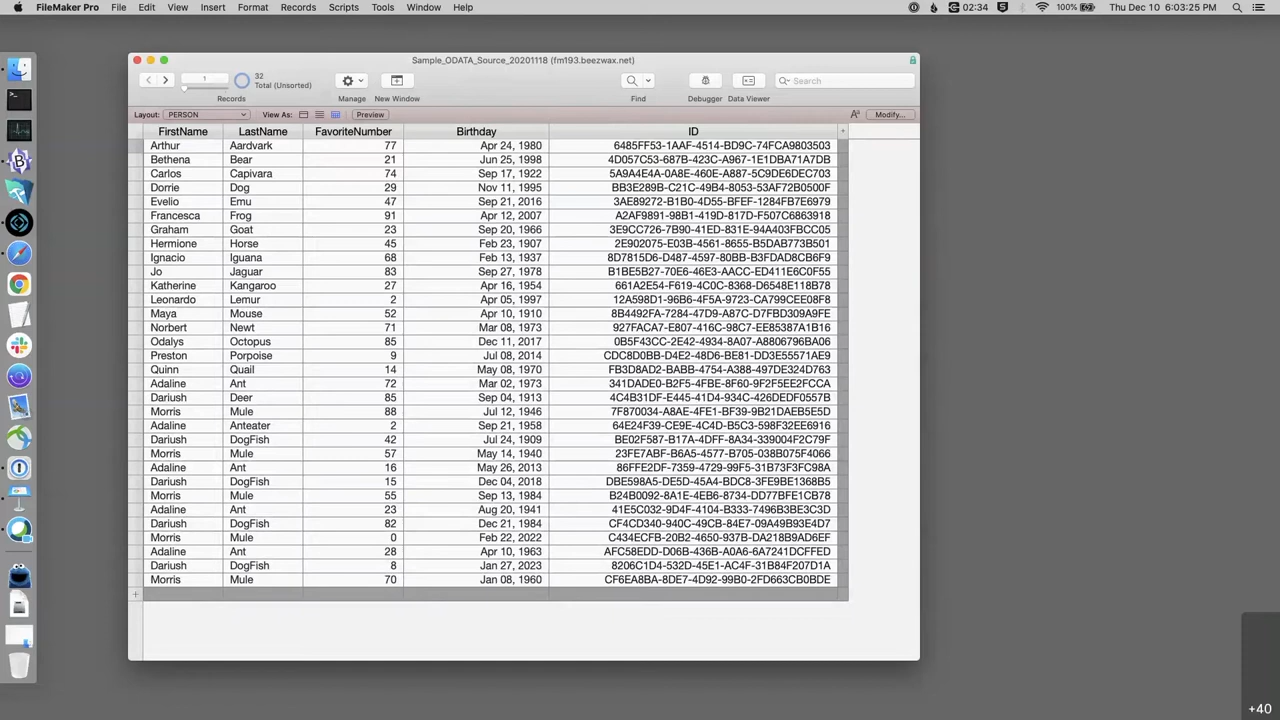 FileMaker Pro File Edit View Insert Format Records Scripts Tools Window Help 02:34 100% Thu Dec 10 6:03:25 PM
Sample_ODATA_Source_20201118 (fm193.beezwax.net)
1 32 Total (Unsorted) Search
Records Manage New Window Find Debugger Data Viewer
Layout: PERSON View As: Preview Modify...
FirstName LastName FavoriteNumber Birthday ID
Arthur Aardvark 77 Apr 24, 1980 6485FF53-1AAF-4514-BD9C-74FCA9803503
Bethena Bear 21 Jun 25, 1998 4D057C53-687B-423C-A967-1E1DBA71A7DB
Carlos Capivara 74 Sep 17, 1922 5A9A4E4A-0A8E-460E-A887-5C9DE6DEC703
Dorrie Dog 29 Nov 11, 1995 BB3E289B-C21C-49B4-8053-53AF72B0500F
Evelio Emu 47 Sep 21, 2016 3AE89272-B1B0-4D55-BFEF-1284FB7E6979
Francesca Frog 91 Apr 12, 2007 A2AF9891-98B1-419D-817D-F507C6863918
Graham Goat 23 Sep 20, 1966 3E9CC726-7B90-41ED-831E-94A403FBCC05
Hermione Horse 45 Feb 23, 1907 2E902075-E03B-4561-8655-B5DAB773B501
Ignacio Iguana 68 Feb 13, 1937 8D7815D6-D487-4597-80BB-B3FDAD8CB6F9
Jo Jaguar 83 Sep 27, 1978 B1BE5B27-70E6-46E3-AACC-ED411E6C0F55
Katherine Kangaroo 27 Apr 16, 1954 661A2E54-F619-4C0C-8368-D6548E118B78
Leonardo Lemur 2 Apr 05, 1997 12A598D1-96B6-4F5A-9723-CA799CEE08F8
Maya Mouse 52 Apr 10, 1910 8B4492FA-7284-47D9-A87C-D7FBD309A9FE
Norbert Newt 71 Mar 08, 1973 927FACA7-E807-416C-98C7-EE85387A1B16
Odalys Octopus 85 Dec 11, 2017 0B5F43CC-2E42-4934-8A07-A8806796BA06
Preston Porpoise 9 Jul 08, 2014 CDC8D0BB-D4E2-48D6-BE81-DD3E55571AE9
Quinn Quail 14 May 08, 1970 FB3D8AD2-BABB-4754-A388-497DE324D763
Adaline Ant 72 Mar 02, 1973 341DADE0-B2F5-4FBE-8F60-9F2F5EE2FCCA
Dariush Deer 85 Sep 04, 1913 4C4B31DF-E445-41D4-934C-426DEDF0557B
Morris Mule 88 Jul 12, 1946 7F870034-A8AE-4FE1-BF39-9B21DAEB5E5D
Adaline Anteater 2 Sep 21, 1958 64E24F39-CE9E-4C4D-B5C3-598F32EE6916
Dariush DogFish 42 Jul 24, 1909 BE02F587-B17A-4DFF-8A34-339004F2C79F
Morris Mule 57 May 14, 1940 23FE7ABF-B6A5-4577-B705-038B075F4066
Adaline Ant 16 May 26, 2013 86FFE2DF-7359-4729-99F5-31B73F3FC98A
Dariush DogFish 15 Dec 04, 2018 DBE598A5-DE5D-45A4-BDC8-3FE9BE1368B5
Morris Mule 55 Sep 13, 1984 B24B0092-8A1E-4EB6-8734-DD77BFE1CB78
Adaline Ant 23 Aug 20, 1941 41E5C032-9D4F-4104-B333-7496B3BE3C3D
Dariush DogFish 82 Dec 21, 1984 CF4CD340-940C-49CB-84E7-09A49B93E4D7
Morris Mule 0 Feb 22, 2022 C434ECFB-20B2-4650-937B-DA218B9AD6EF
Adaline Ant 28 Apr 10, 1963 AFC58EDD-D06B-436B-A0A6-6A7241DCFFED
Dariush DogFish 8 Jan 27, 2023 8206C1D4-532D-45E1-AC4F-31B84F207D1A
Morris Mule 70 Jan 08, 1960 CF6EA8BA-8DE7-4D92-99B0-2FD663CB0BDE
+40